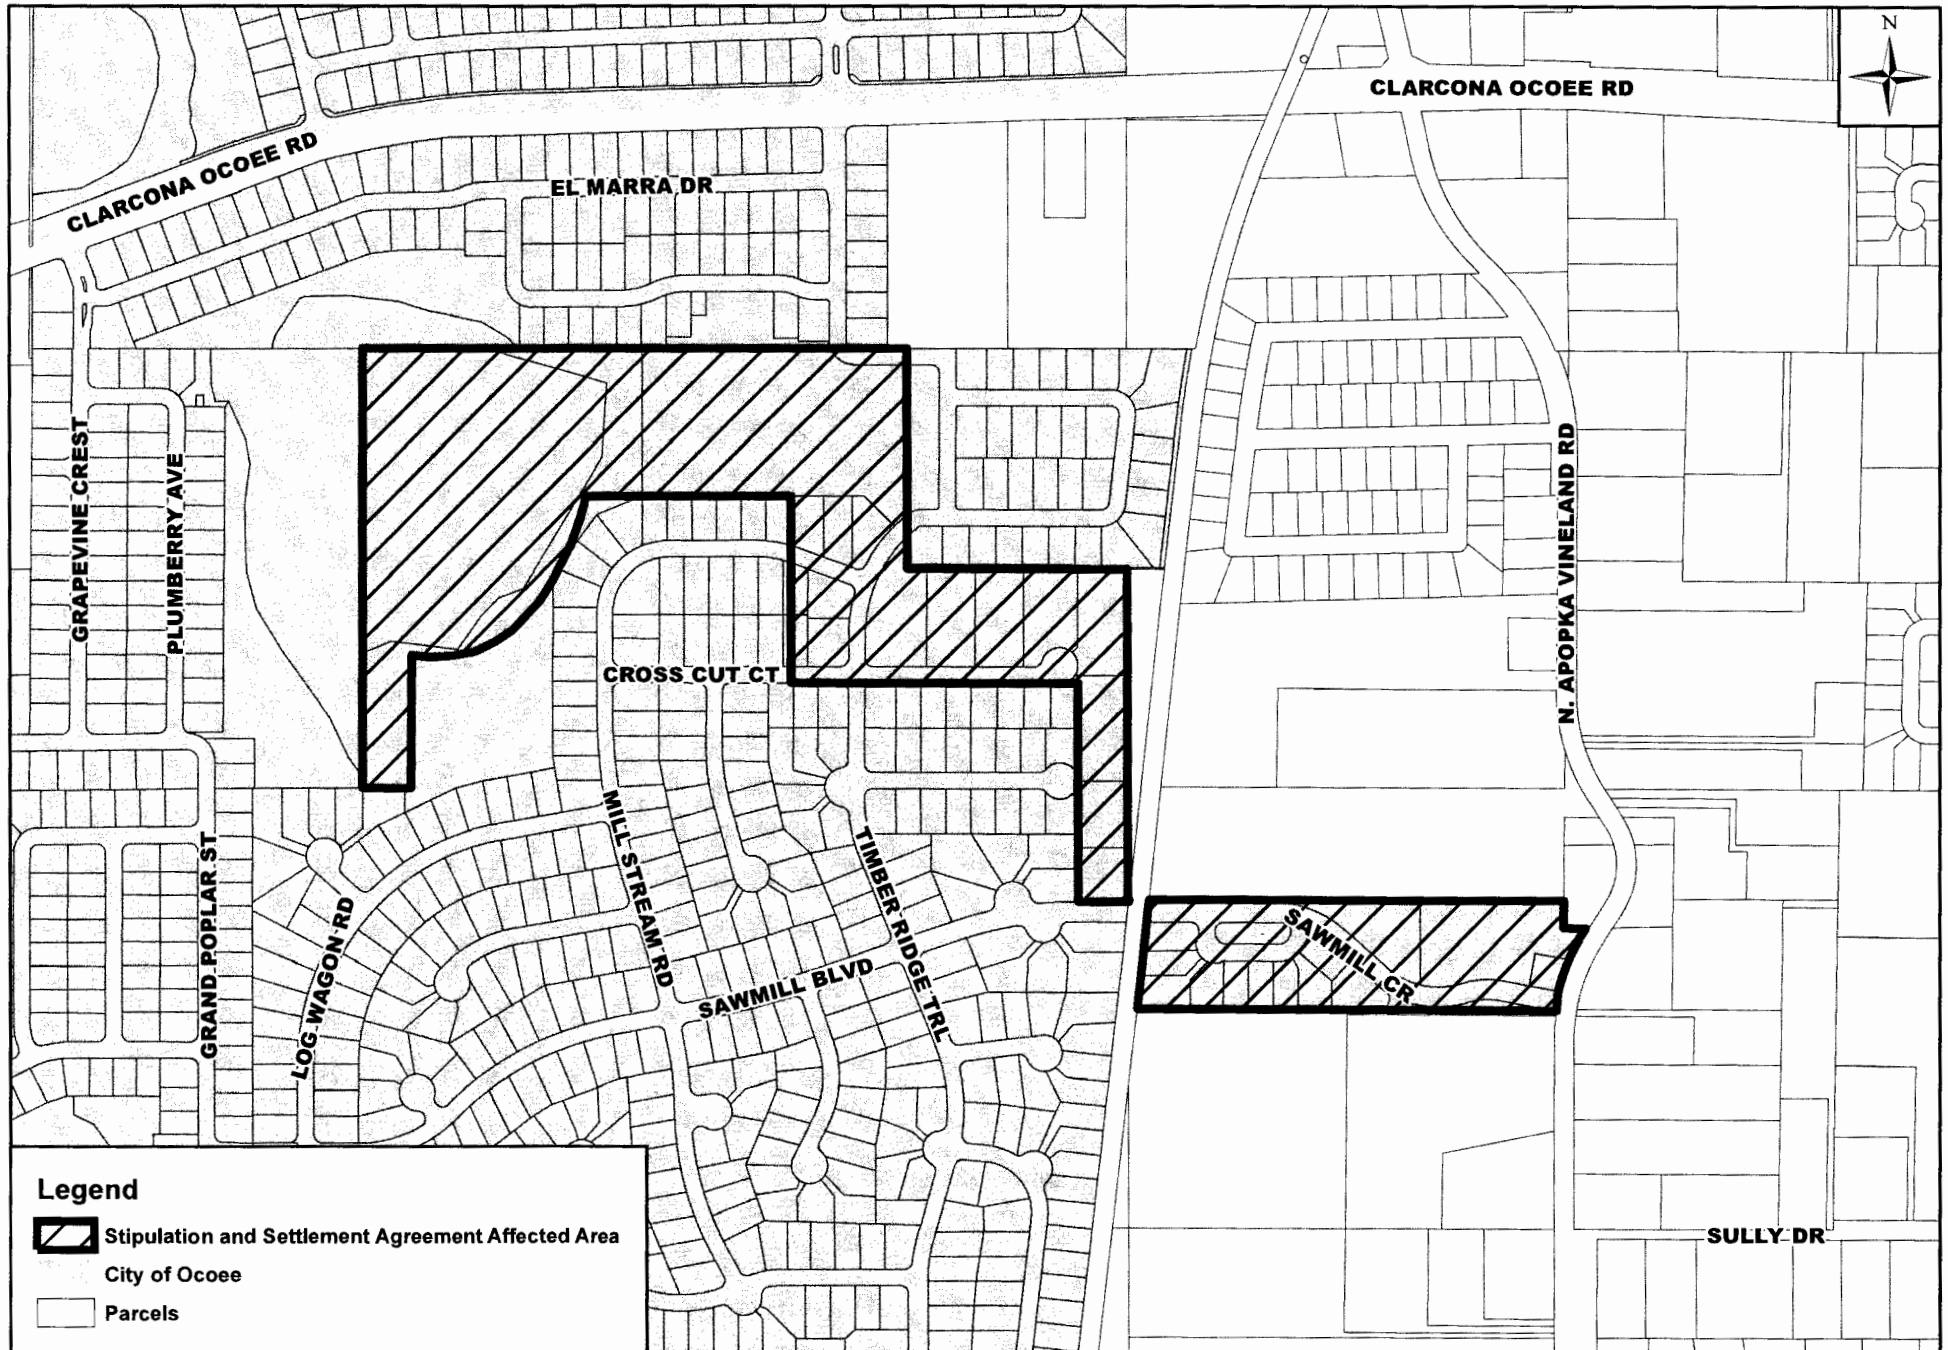 N
CLARCONA OCOEE RD
CLARCONA OCOEE RD
EL MARRA DR
GRAPEVINE CREST
PLUMBERRY AVE
N. APOPKA VINELAND RD
CROSS CUT CT
MILL STREAM RD
TIMBER RIDGE TRL
GRAND POPLAR ST
LOG WAGON RD
SAWMILL BLVD
SAWMILL CR
SULLY DR
Legend
Stipulation and Settlement Agreement Affected Area
City of Ocoee
Parcels